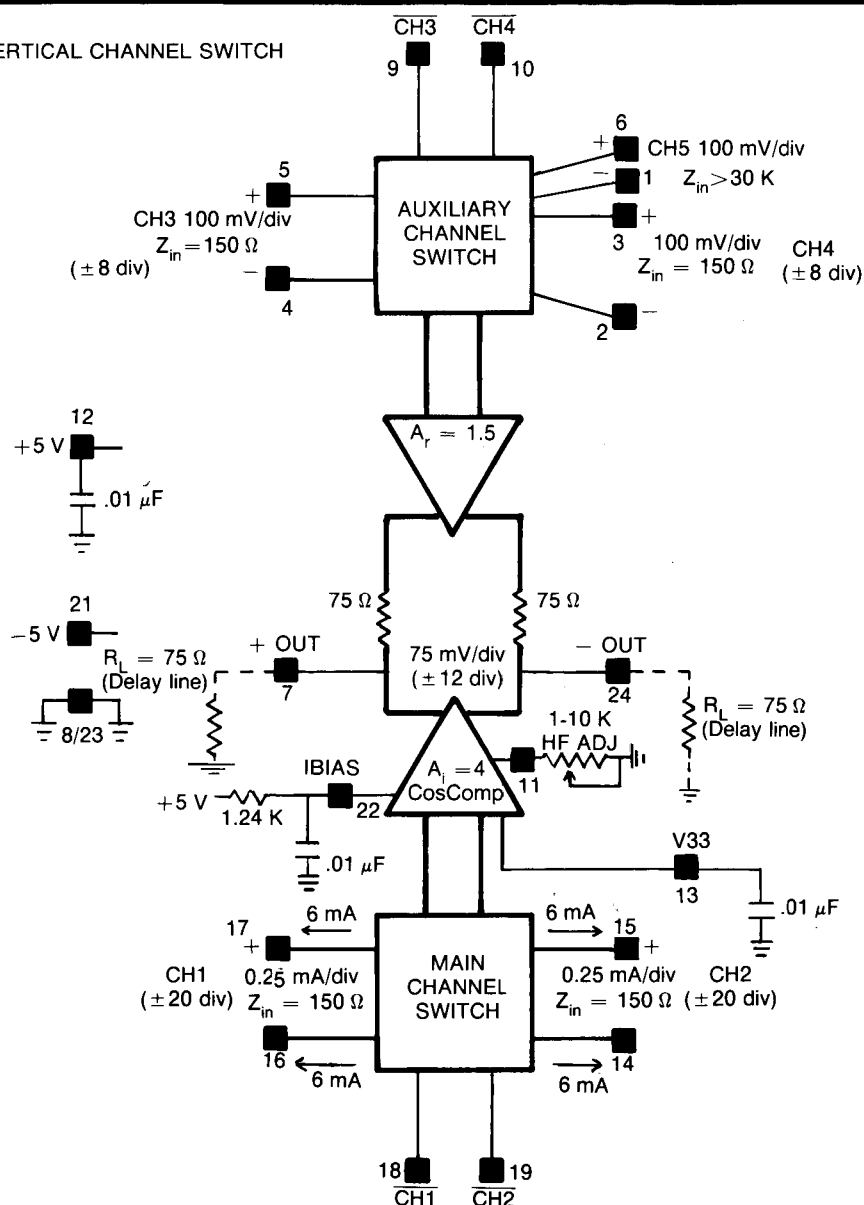 ERTICAL CHANNEL SWITCH
CH3
CH4
9
10
6
+ CH5 100 mV/div
- 1 Z_in>30 K
5
+
CH3 100 mV/div
Z_in=150 Ω
(±8 div)
-
4
AUXILIARY
CHANNEL
SWITCH
+
3
100 mV/div
Z_in = 150 Ω
CH4
(±8 div)
2
-
A_r = 1.5
12
+5 V
.01 μF
75 Ω
75 Ω
21
-5 V
8/23
R_L = 75 Ω
(Delay line)
+ OUT
7
75 mV/div
(±12 div)
- OUT
24
R_L = 75 Ω
(Delay line)
1-10 K
HF ADJ
11
A_i = 4
CosComp
IBIAS
22
+5 V
1.24 K
.01 μF
V33
13
.01 μF
17
6 mA
+
CH1
(±20 div)
0.25 mA/div
Z_in = 150 Ω
16
6 mA
MAIN
CHANNEL
SWITCH
6 mA
15
+
0.25 mA/div
Z_in = 150 Ω
CH2
(±20 div)
14
6 mA
18
CH1
19
CH2